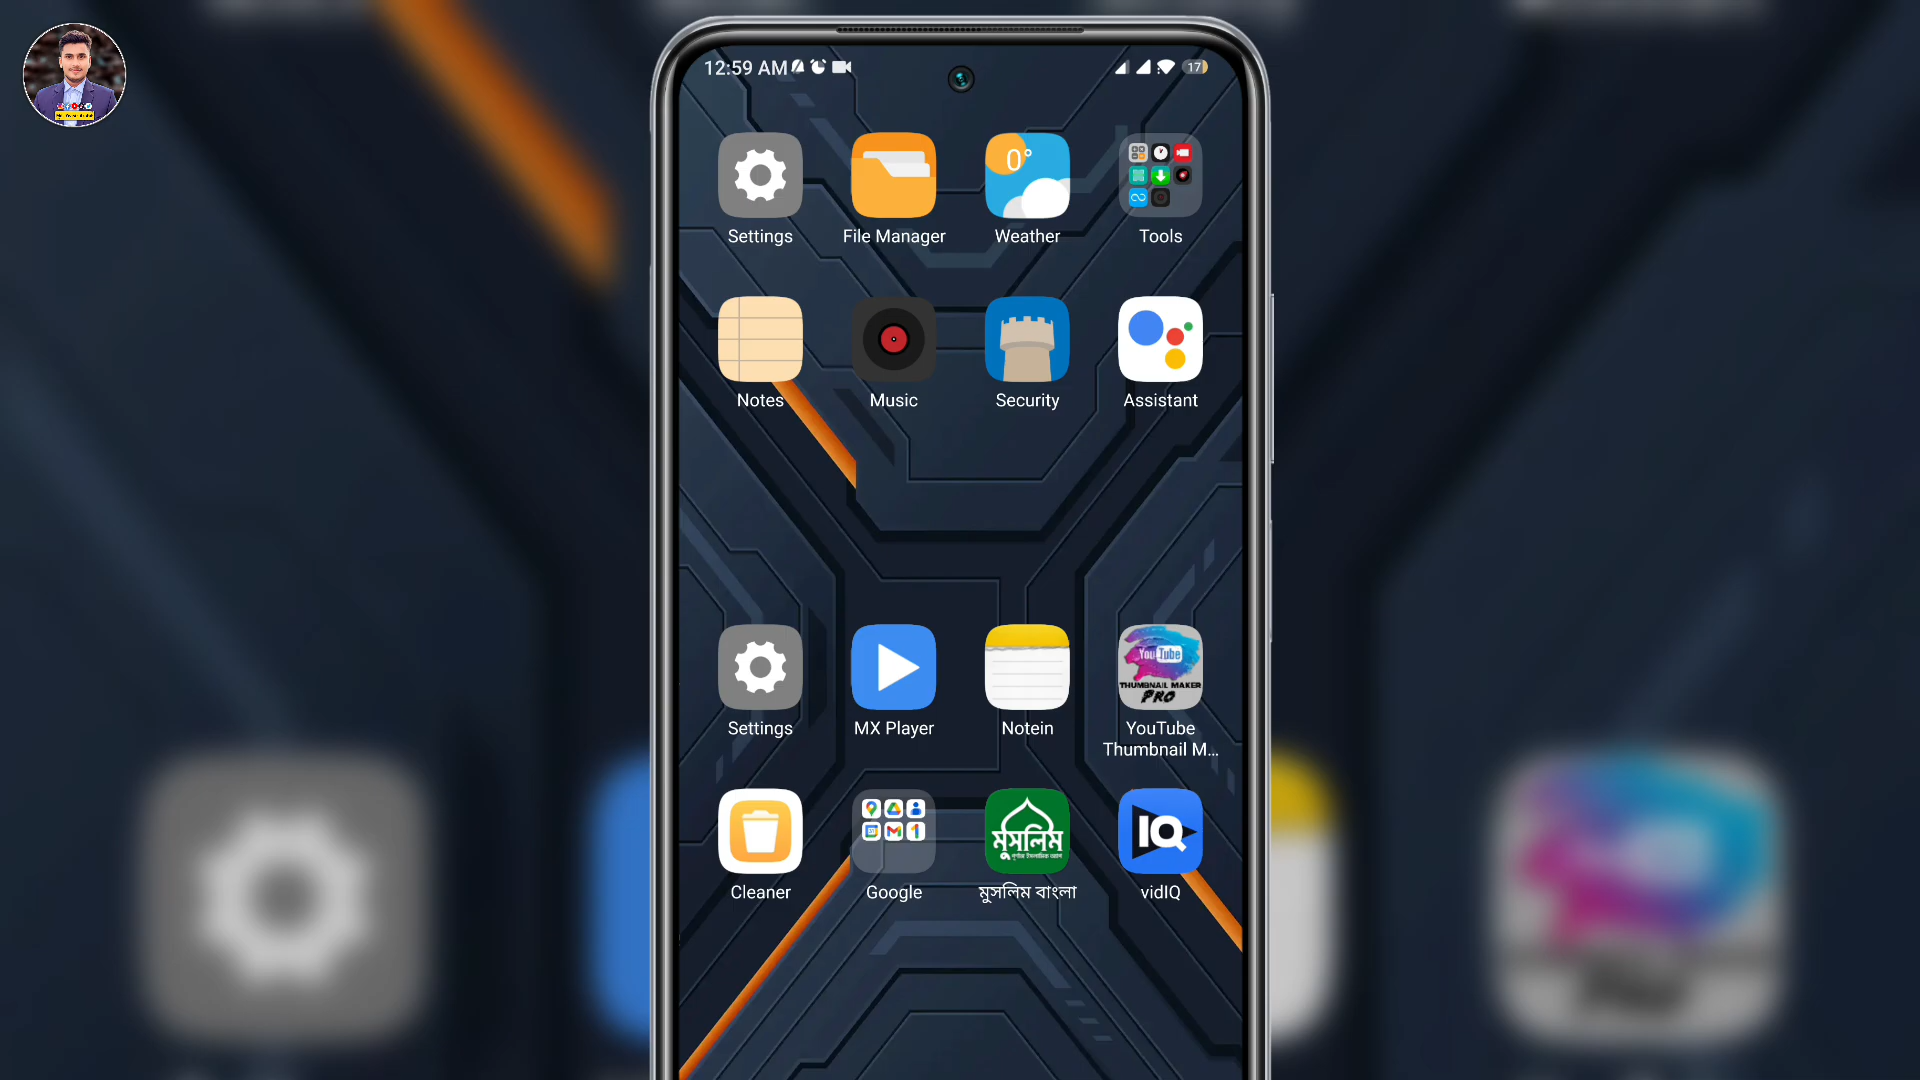 12:59 AM
17
0°
Settings
File Manager
Weather
Tools
Notes
Music
Security
Assistant
YouTube
THUMBNAIL MAKER
PRO
Settings
MX Player
Notein
YouTube
Thumbnail M...
মুসলিম
IQ
Cleaner
Google
মুসলিম বাংলা
vidIQ